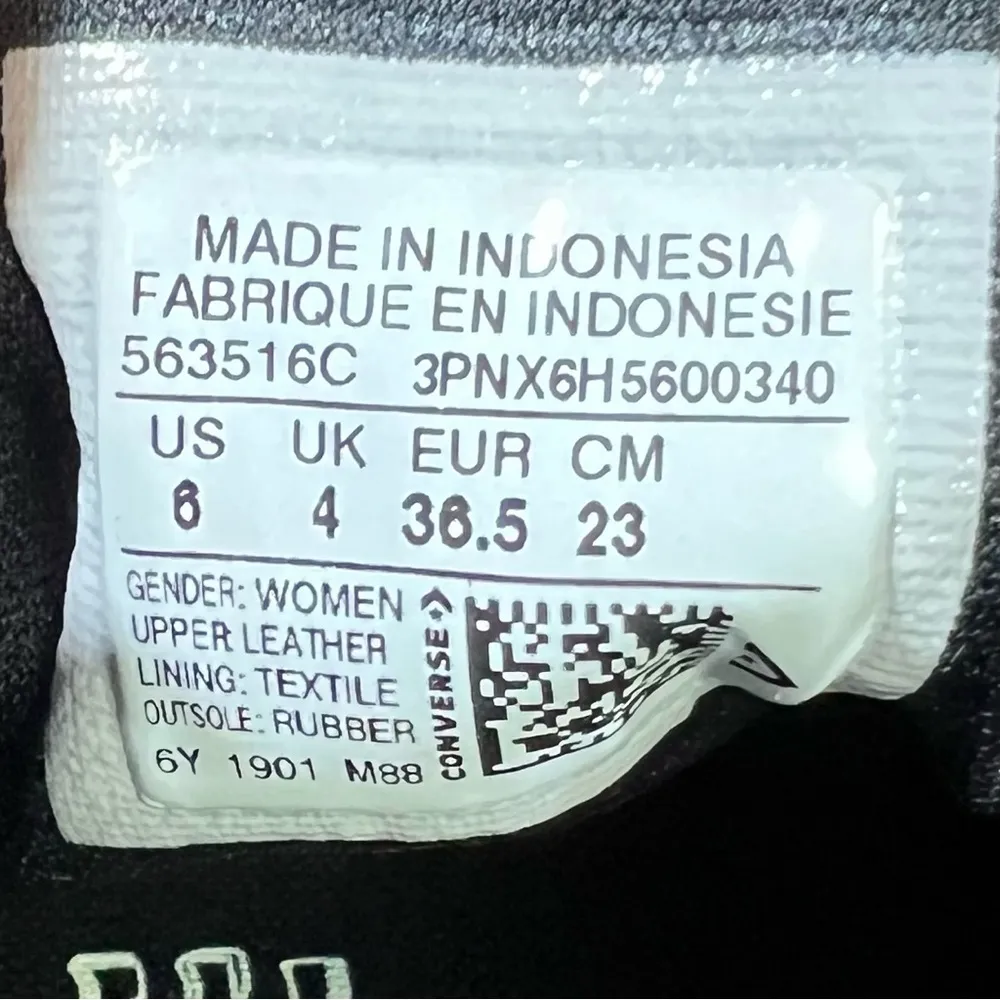 MADE IN INDONESIA
FABRIQUE EN INDONESIE
563516C 3PNX6H5600340
US UK EUR CM
6 4 36.5 23
GENDER: WOMEN
UPPER LEATHER
LINING: TEXTILE
OUTSOLE: RUBBER
6Y 1901 M88
CONVERSE